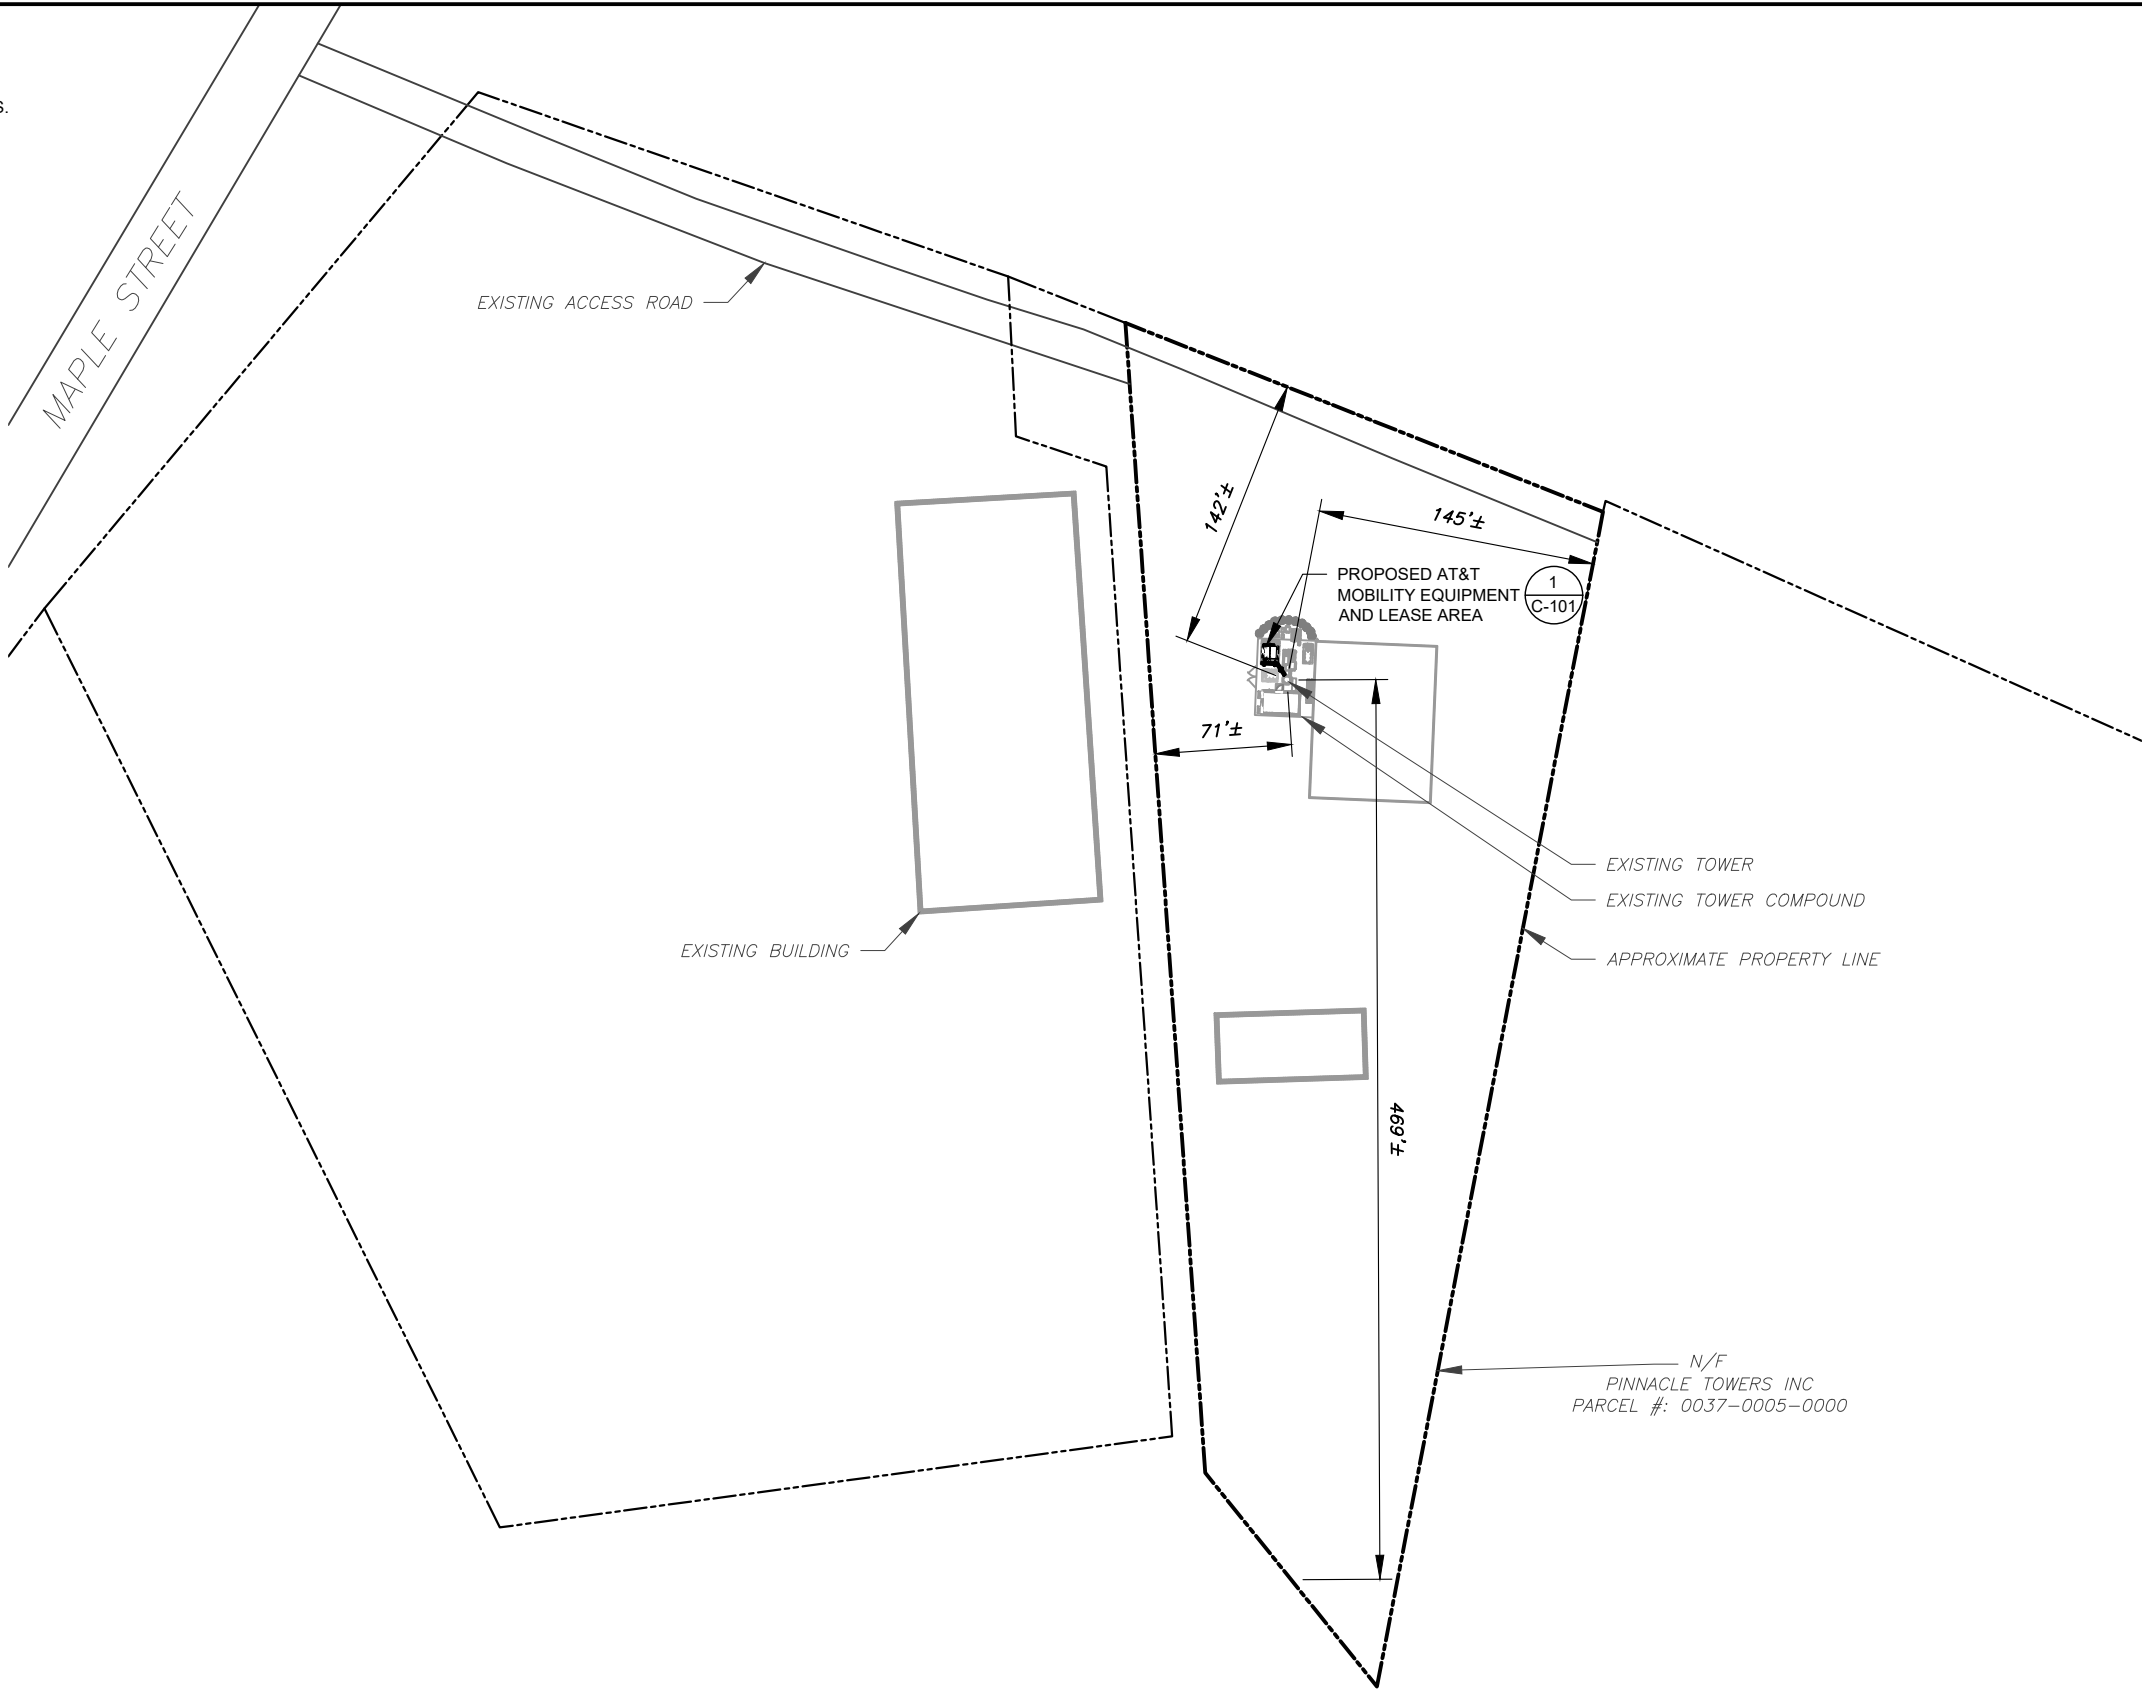 s.
MAPLE STREET
EXISTING ACCESS ROAD
142'±
145'±
PROPOSED AT&T
MOBILITY EQUIPMENT
AND LEASE AREA
1
C-101
71'±
EXISTING TOWER
EXISTING TOWER COMPOUND
EXISTING BUILDING
APPROXIMATE PROPERTY LINE
469'±
N/F
PINNACLE TOWERS INC
PARCEL #: 0037-0005-0000